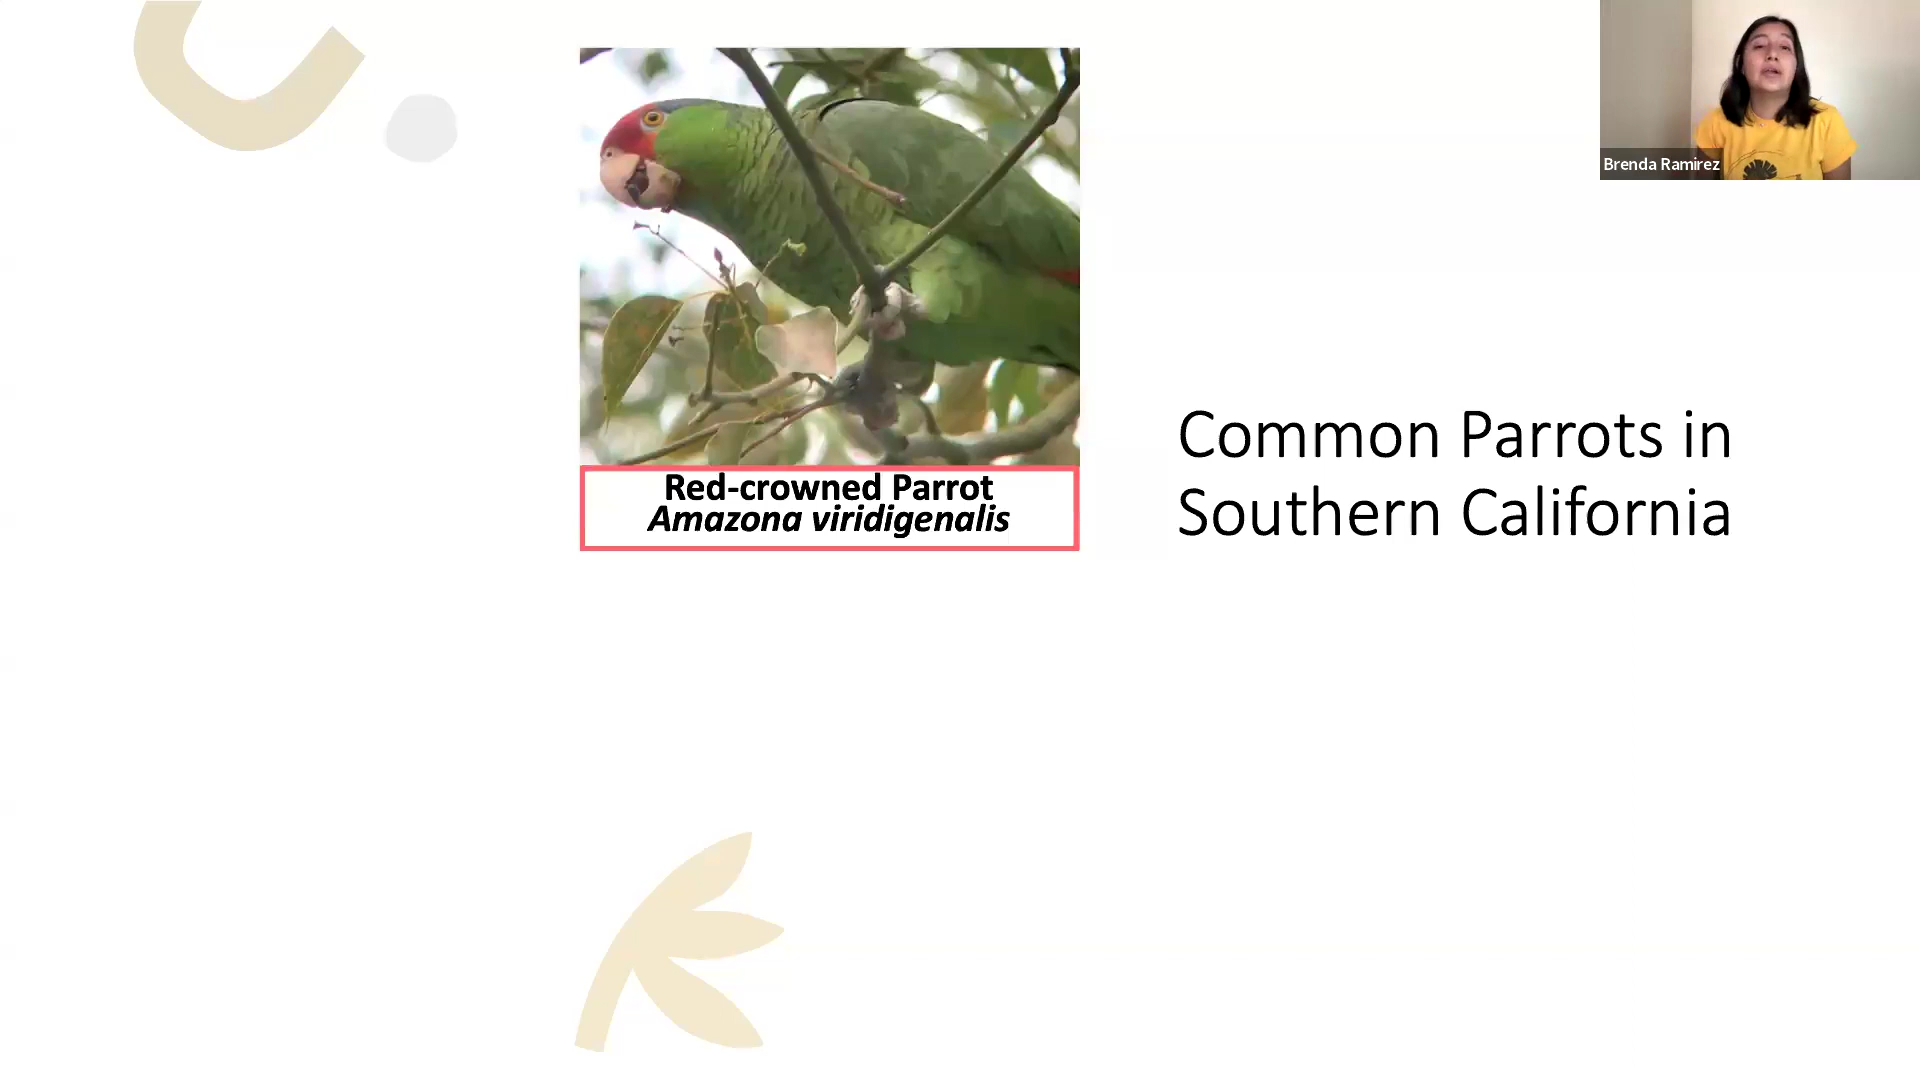 Brenda Ramirez
Red-crowned Parrot
Amazona viridigenalis
Common Parrots in
Southern California